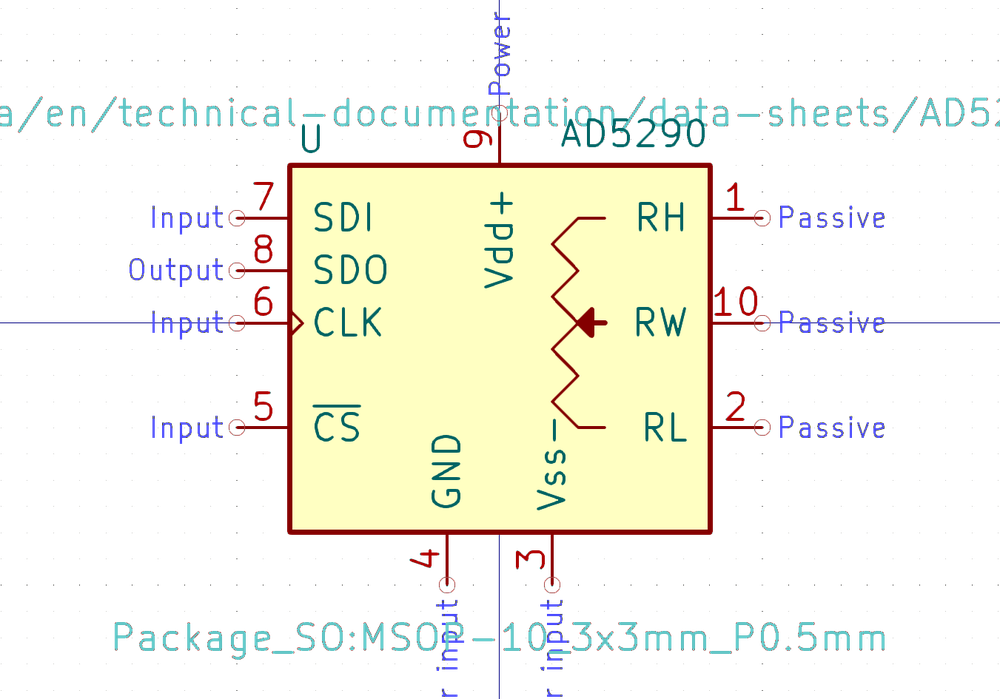 Power
a/en/technical-documentation/data-sheets/AD52
U
AD5290
9
Vdd+
Input 7 SDI
RH 1 Passive
Output 8 SDO
Input 6 CLK
RW 10 Passive
Input 5 CS
RL 2 Passive
GND
Vss-
4
3
r input
r input
Package_SO:MSOP-10_3x3mm_P0.5mm